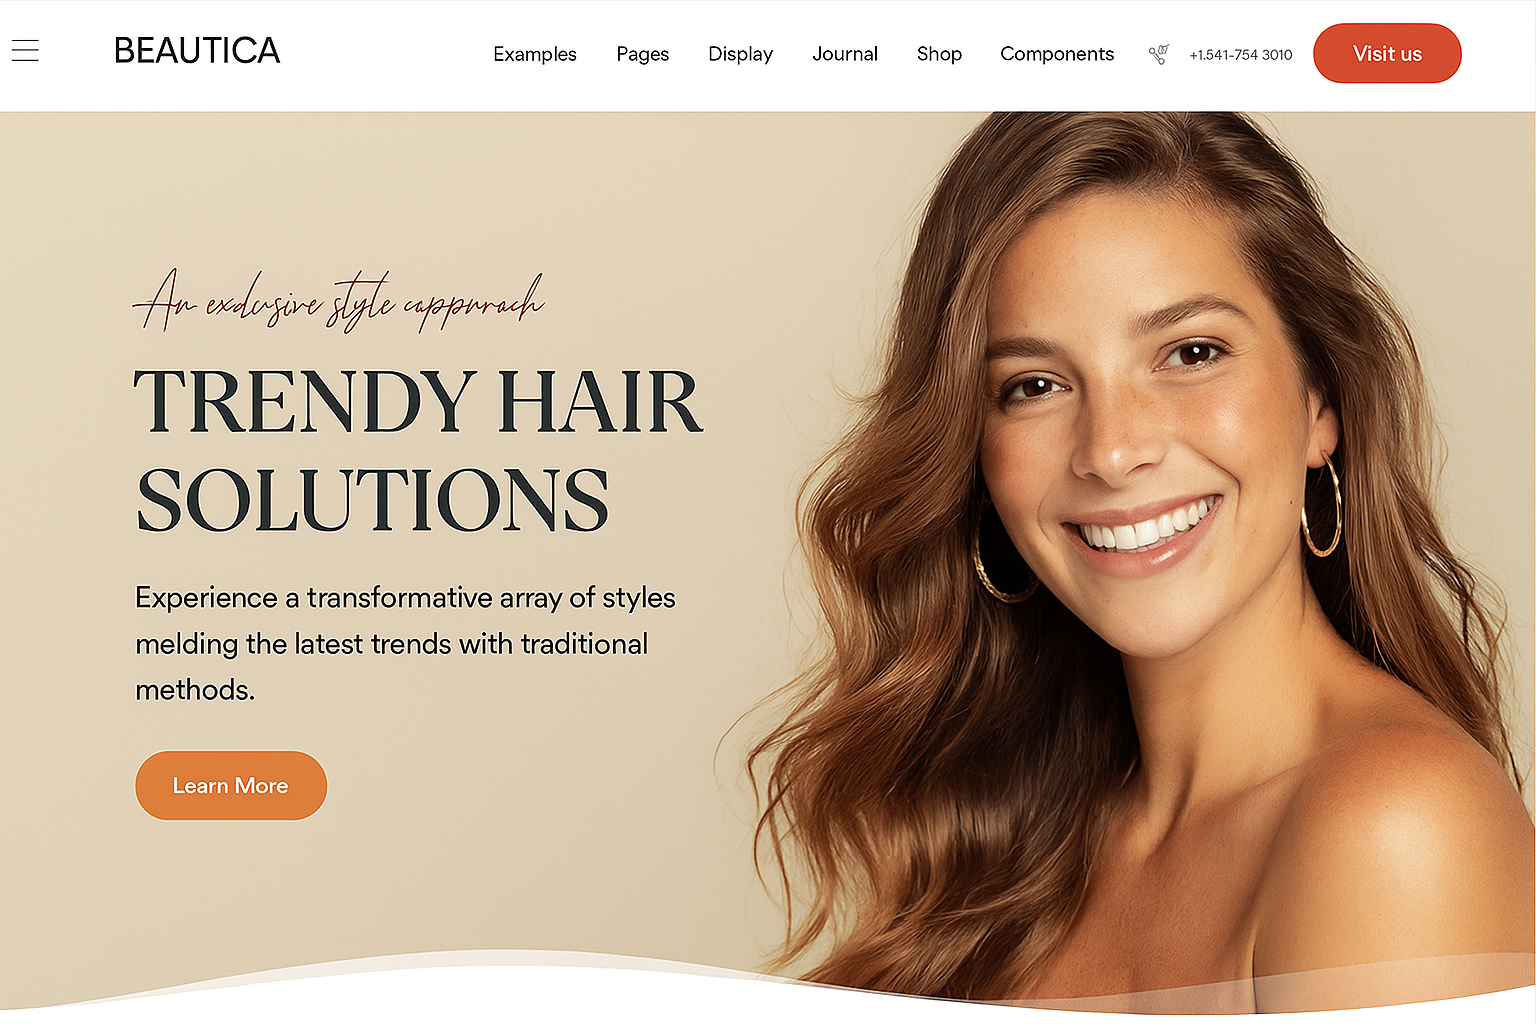 BEAUTICA
Examples Pages Display Journal Shop Components +1.541-754 3010 Visit us
An exclusive style cappnrach
TRENDY HAIR
SOLUTIONS
Experience a transformative array of styles
melding the latest trends with traditional
methods.
Learn More